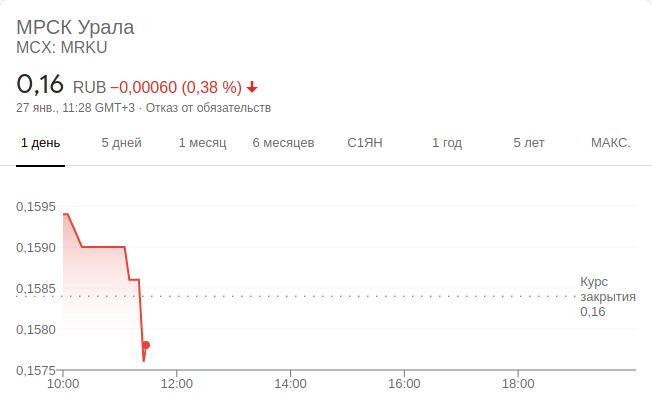 МРСК Урала
MCX: MRKU
0,16 RUB −0,00060 (0,38 %)
27 янв., 11:28 GMT+3 · Отказ от обязательств
1 день 5 дней 1 месяц 6 месяцев С1ЯН 1 год 5 лет МАКС.
0,1595
0,1590
0,1585
0,1580
0,1575
Курс
закрытия
0,16
10:00 12:00 14:00 16:00 18:00